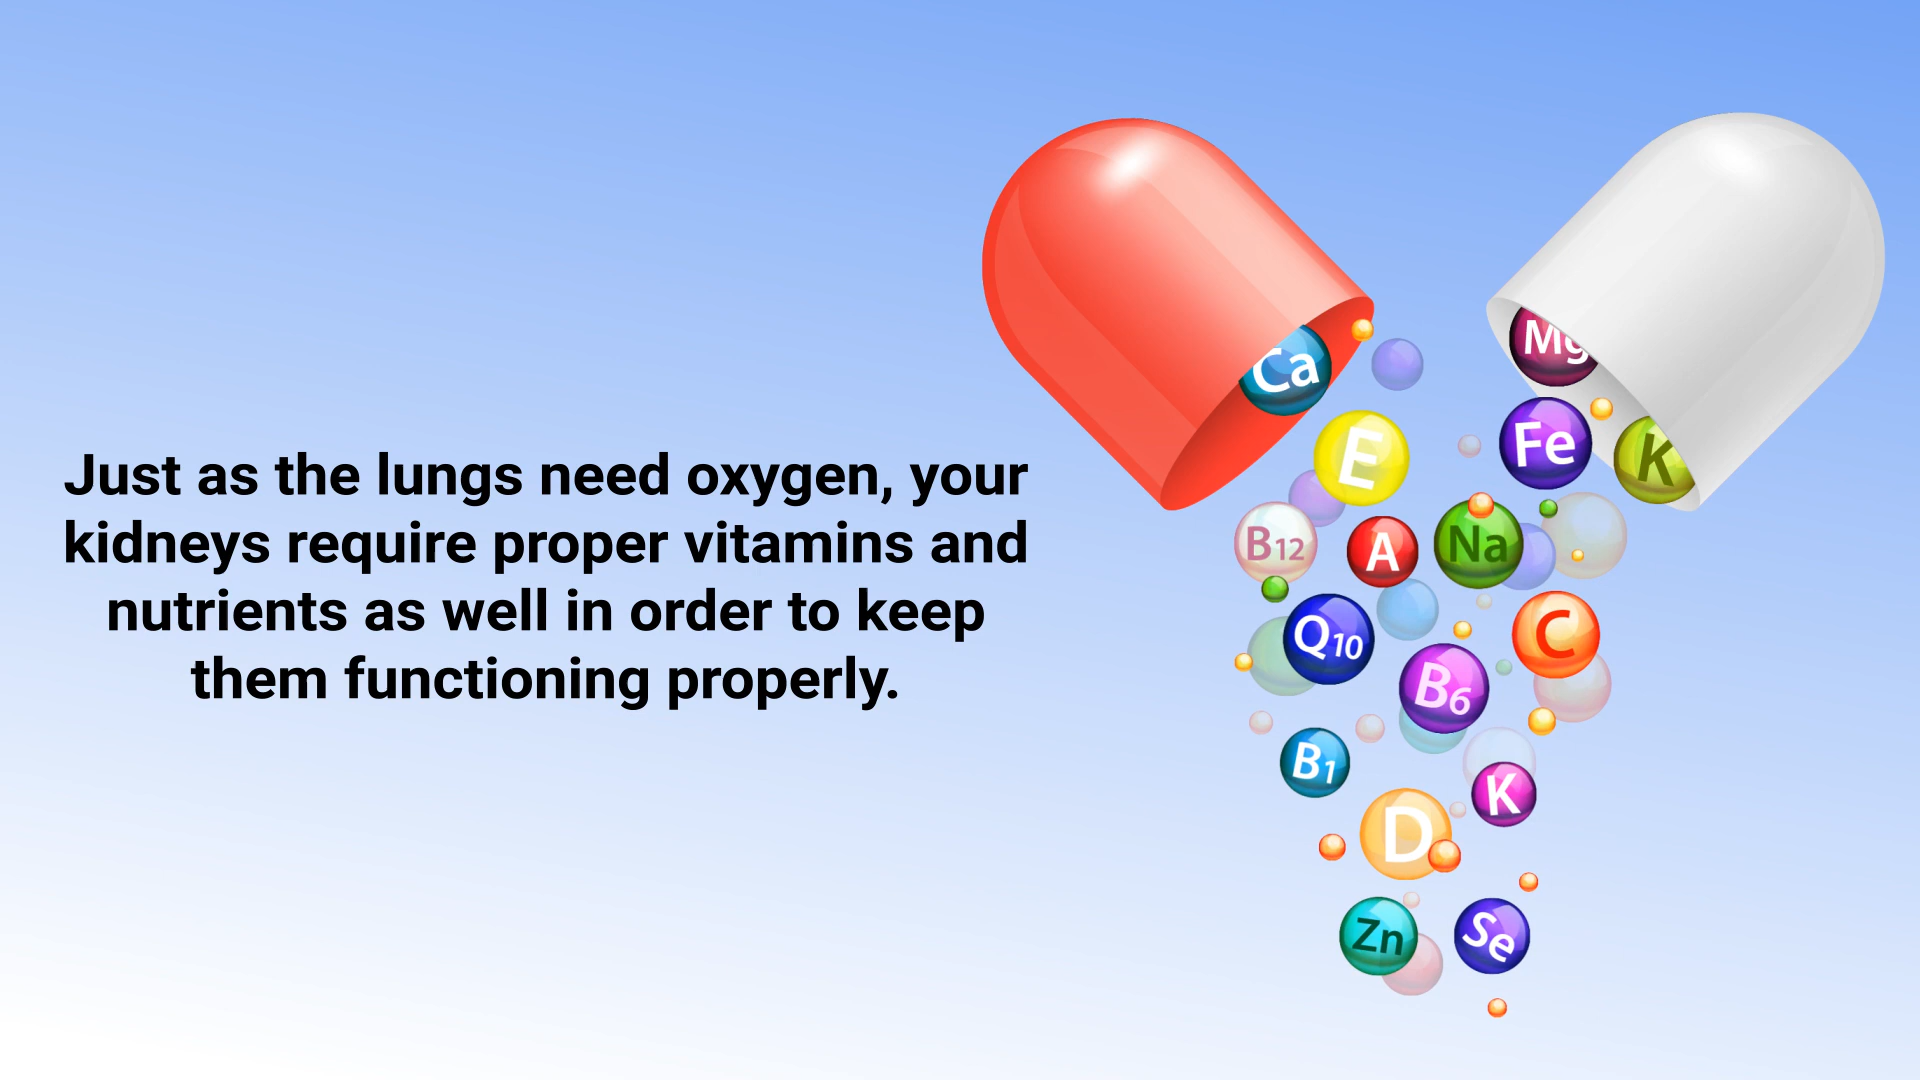 Just as the lungs need oxygen, your
kidneys require proper vitamins and
nutrients as well in order to keep
them functioning properly.
Ca
Mg
E
Fe
K
B12
A
Na
Q10
C
B6
B1
K
D
Zn
Se